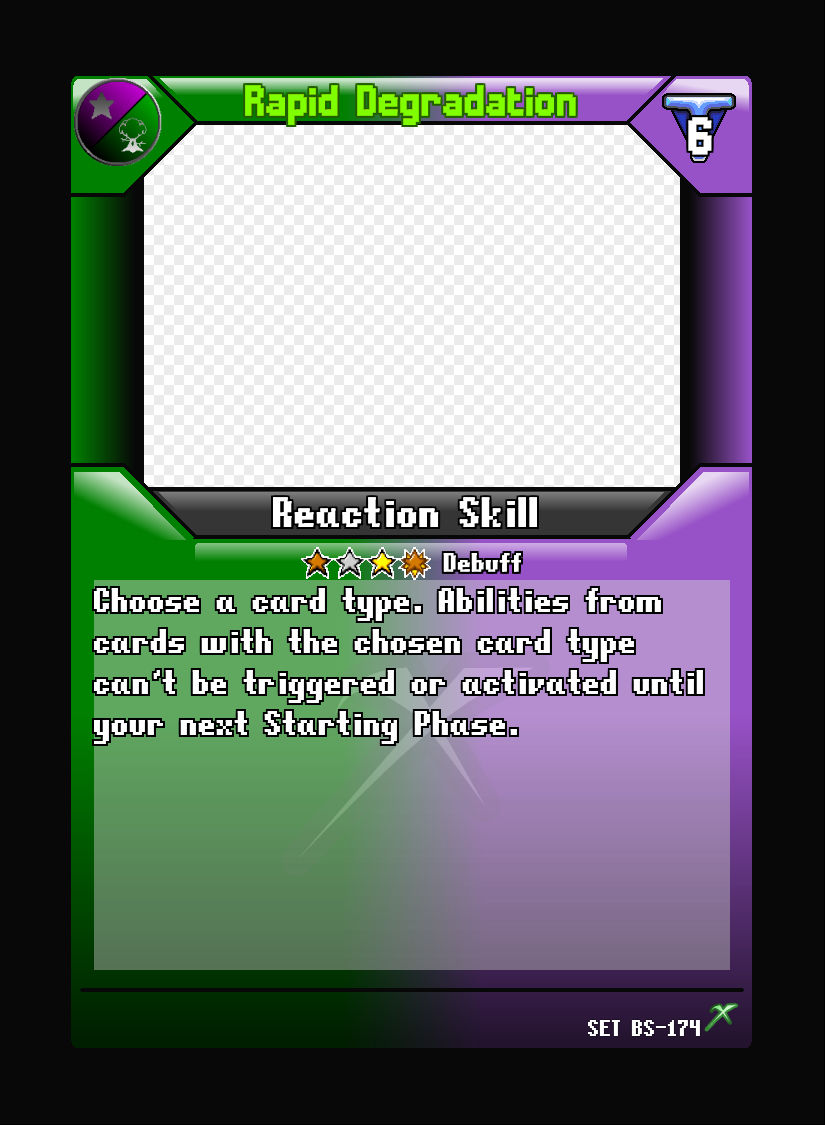 Rapid Degradation
6
Reaction Skill
Debuff
Choose a card type. Abilities from
cards with the chosen card type
can't be triggered or activated until
your next Starting Phase.
SET BS-174